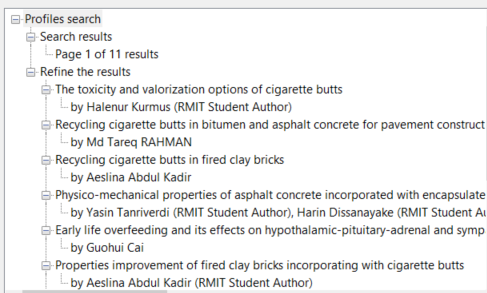 Profiles search
Search results
Page 1 of 11 results
Refine the results
The toxicity and valorization options of cigarette butts
by Halenur Kurmus (RMIT Student Author)
Recycling cigarette butts in bitumen and asphalt concrete for pavement construct
by Md Tareq RAHMAN
Recycling cigarette butts in fired clay bricks
by Aeslina Abdul Kadir
Physico-mechanical properties of asphalt concrete incorporated with encapsulate
by Yasin Tanriverdi (RMIT Student Author), Harin Dissanayake (RMIT Student Au
Early life overfeeding and its effects on hypothalamic-pituitary-adrenal and symp
by Guohui Cai
Properties improvement of fired clay bricks incorporating with cigarette butts
by Aeslina Abdul Kadir (RMIT Student Author)